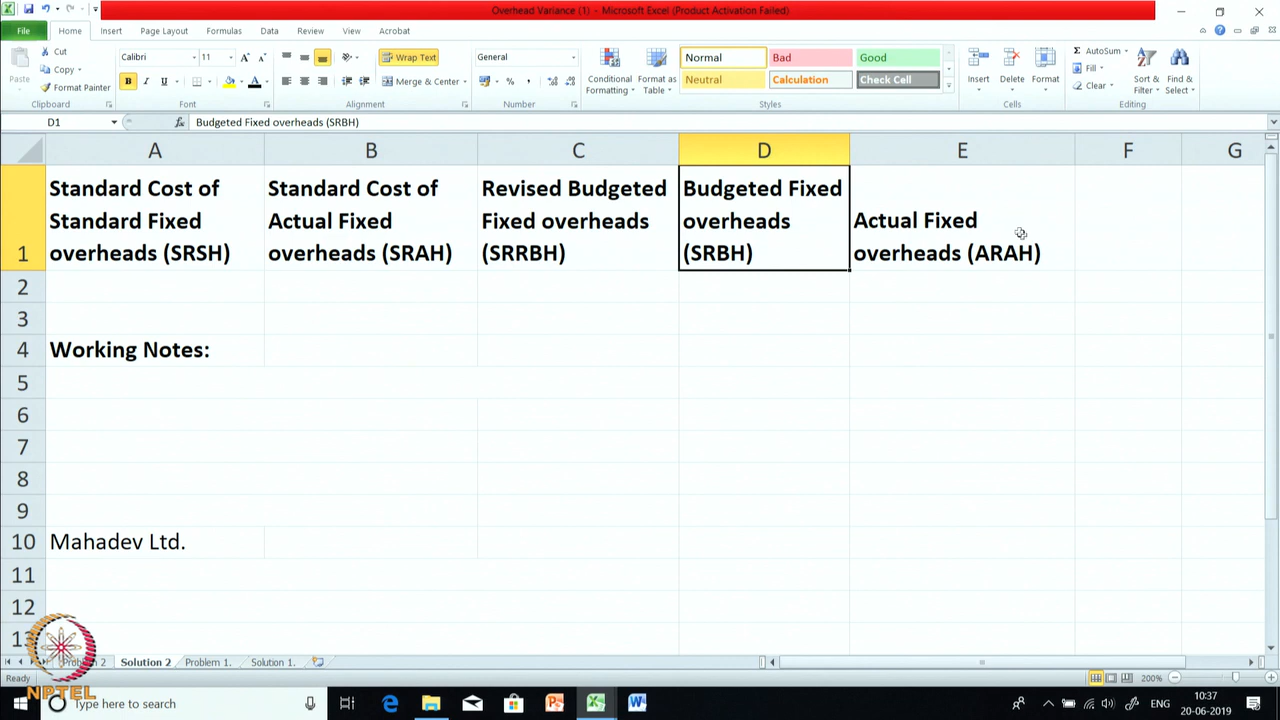 Overhead Variance (1) - Microsoft Excel (Product Activation Failed)
File Home Insert Page Layout Formulas Data Review View Acrobat
Paste Cut Copy Format Painter Clipboard
Calibri 11 B I U Font
Wrap Text Merge & Center Alignment
General % , Number
Conditional Formatting Format as Table
Normal Bad Good
Neutral Calculation Check Cell
Styles
Insert Delete Format Cells
AutoSum Fill Clear Sort & Filter Find & Select Editing
D1 fx Budgeted Fixed overheads (SRBH)
A B C D E F G
1
Standard Cost of
Standard Fixed
overheads (SRSH)
Standard Cost of
Actual Fixed
overheads (SRAH)
Revised Budgeted
Fixed overheads
(SRRBH)
Budgeted Fixed
overheads
(SRBH)
Actual Fixed
overheads (ARAH)
2
3
4 Working Notes:
5
6
7
8
9
10 Mahadev Ltd.
11
12
13
Solution 2 Problem 1. Solution 1.
Ready 200%
NPTEL
Type here to search
ENG
10:37
20-06-2019